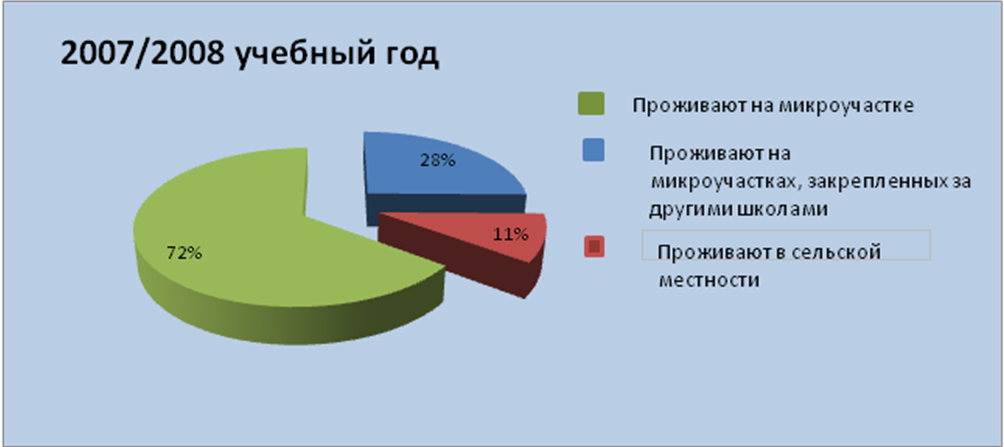 2007/2008 учебный год
Проживают на микроучастке
28%
Проживают на
микроучастках, закрепленных за
другими школами
11%
72%
Проживают в сельской
местности